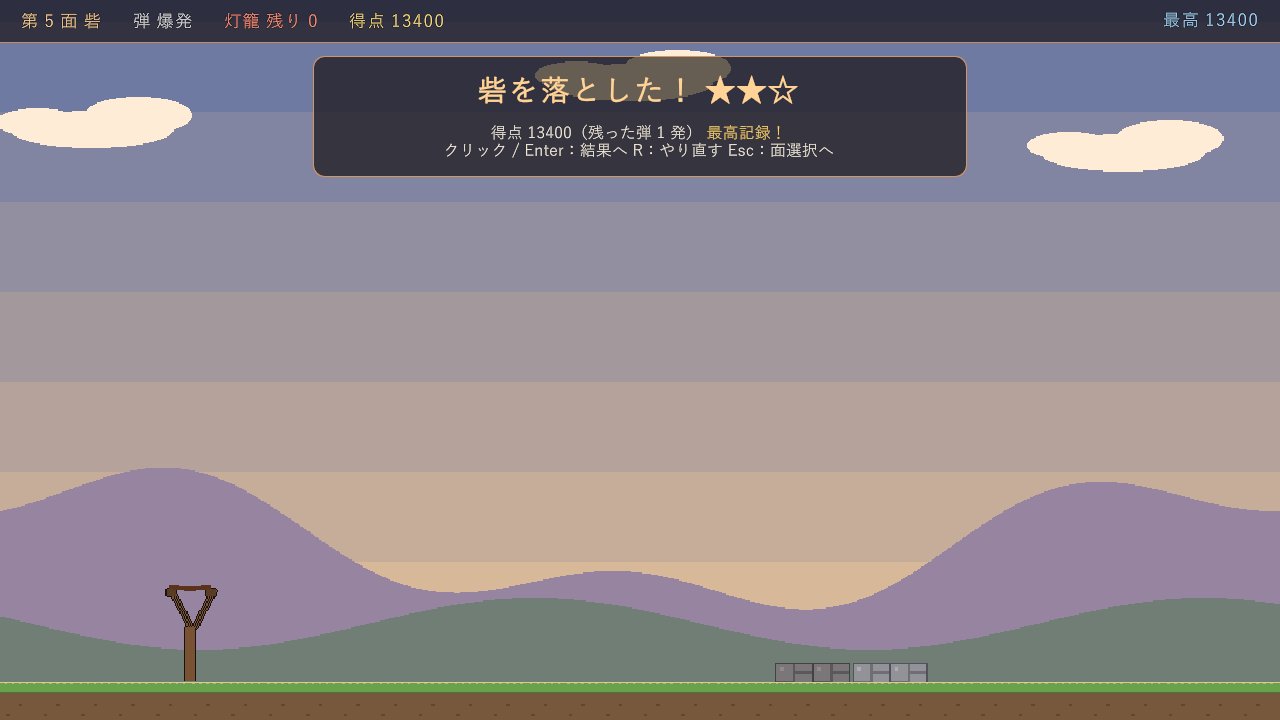 第 5 面 砦 弾 爆発 灯籠 残り 0 得点 13400 最高 13400
砦を落とした！ ★★☆
得点 13400（残った弾 1 発） 最高記録！
クリック / Enter：結果へ R：やり直す Esc：面選択へ